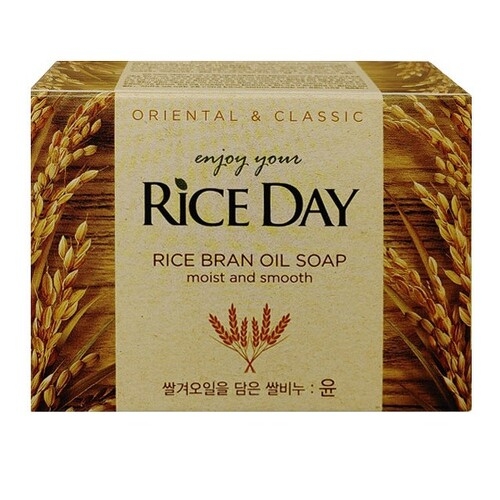 ORIENTAL & CLASSIC
enjoy your
RiCE DAY
RICE BRAN OIL SOAP
moist and smooth
쌀겨오일을 담은 쌀비누 : 윤